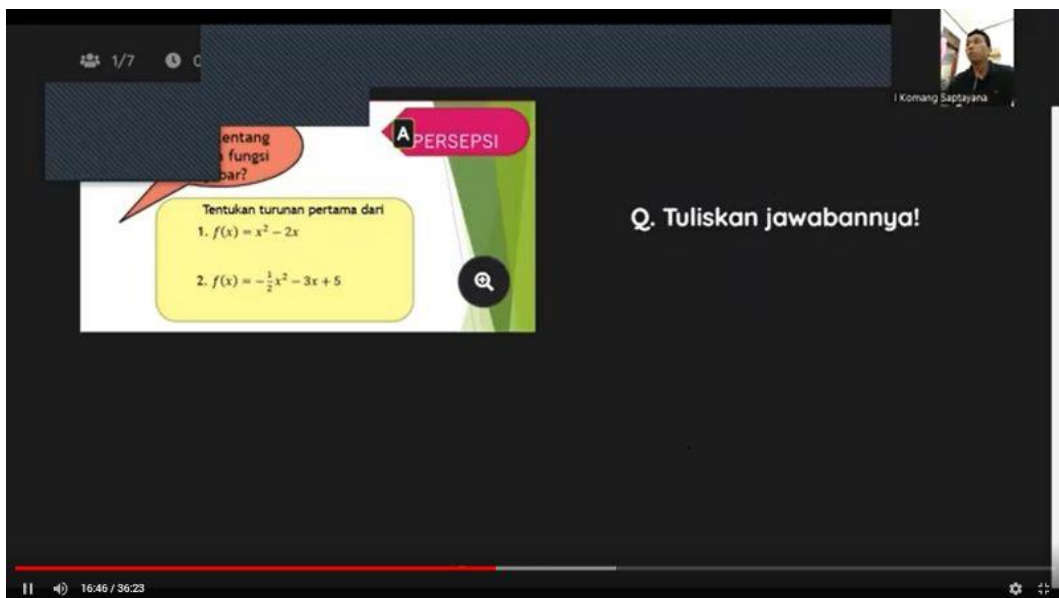 1/7
I Komang Saptayana
entang
fungsi
bar?
A PERSEPSI
Tentukan turunan pertama dari
1. f(x) = x² − 2x
2. f(x) = −½x² − 3x + 5
Q. Tuliskan jawabannya!
16:46 / 36:23